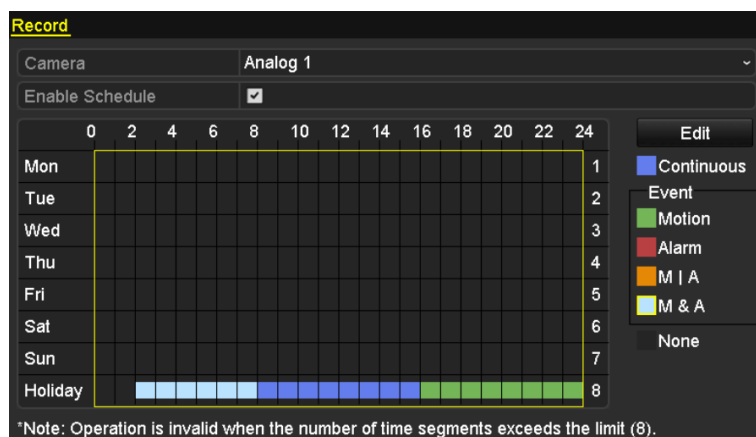 Record
Camera Analog 1
Enable Schedule
0 2 4 6 8 10 12 14 16 18 20 22 24
Edit
Mon 1
Continuous
Tue 2
Event
Motion
Wed 3
Alarm
Thu 4
M | A
Fri 5
M & A
Sat 6
None
Sun 7
Holiday 8
*Note: Operation is invalid when the number of time segments exceeds the limit (8).